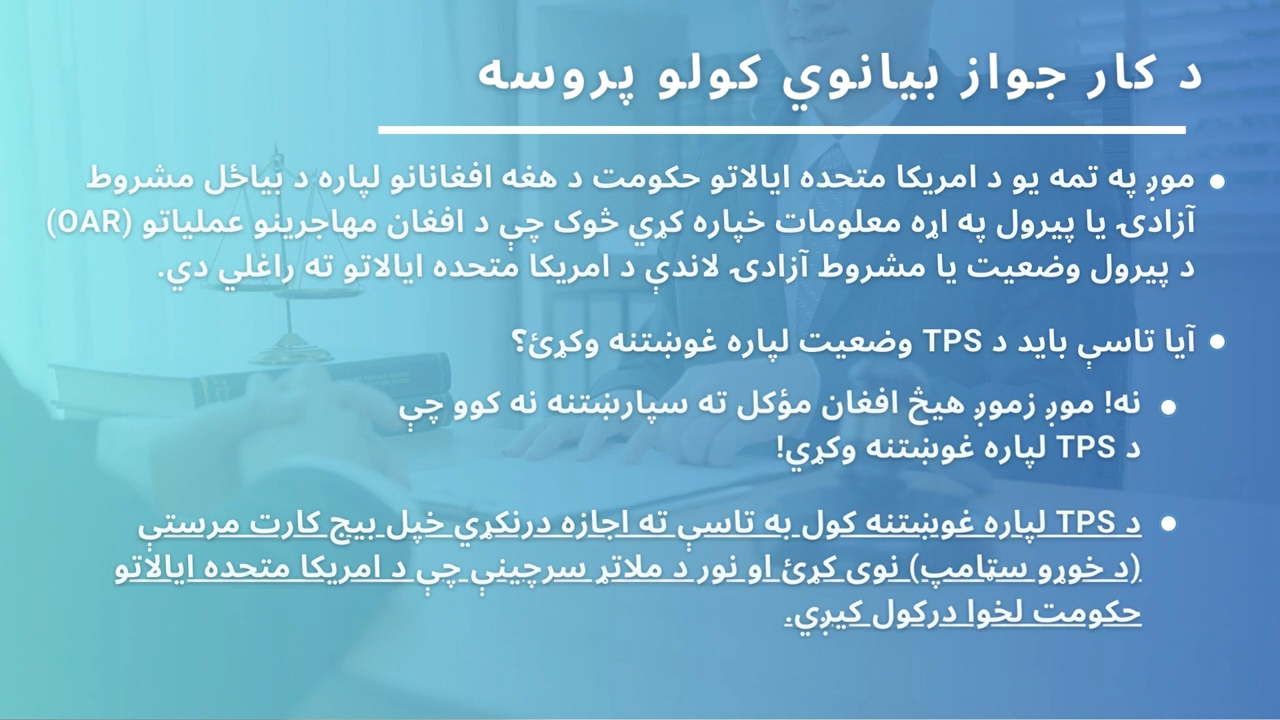 د کار جواز بیانوي کولو پروسه
موږ په تمه یو د امریکا متحده ایالاتو حکومت د هغه افغانانو لپاره د بیاځل مشروط
آزادۍ یا پیرول په اړه معلومات خپاره کړي څوک چې د افغان مهاجرینو عملیاتو (OAR)
د پیرول وضعیت یا مشروط آزادۍ لاندې د امریکا متحده ایالاتو ته راغلي دي.
آیا تاسې باید د TPS وضعیت لپاره غوښتنه وکړئ؟
نه! موږ زموږ هیڅ افغان مؤکل ته سپارښتنه نه کوو چې
د TPS لپاره غوښتنه وکړي!
د TPS لپاره غوښتنه کول به تاسې ته اجازه درنکړي خپل بیج کارت مرستې
(د خوړو سټامپ) نوی کړئ او نور د ملاتړ سرچینې چې د امریکا متحده ایالاتو
حکومت لخوا درکول کیږي.